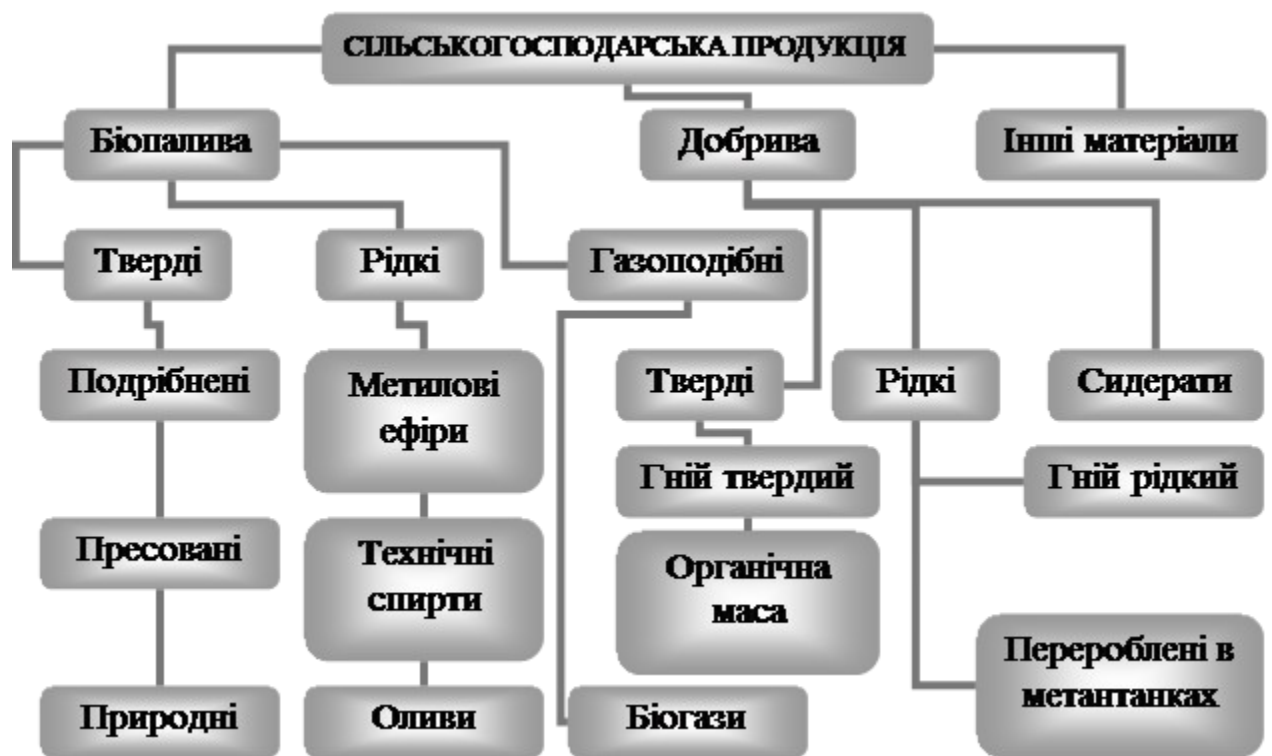 СІЛЬСЬКОГОСПОДАРСЬКА ПРОДУКЦІЯ
Біопалива
Добрива
Інші матеріали
Тверді
Рідкі
Газоподібні
Подрібнені
Метилові
ефіри
Тверді
Рідкі
Сидерати
Гній твердий
Гній рідкий
Пресовані
Технічні
спирти
Органічна
маса
Перероблені в
метантанках
Природні
Оливи
Біогази